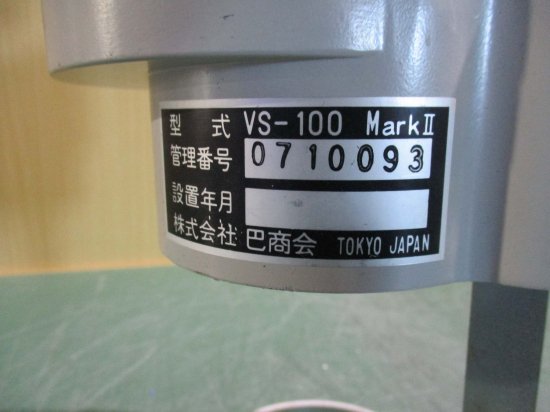 型 式 VS-100 MarkⅡ
管理番号 0710093
設置年月
株式会社 巴商会 TOKYO JAPAN